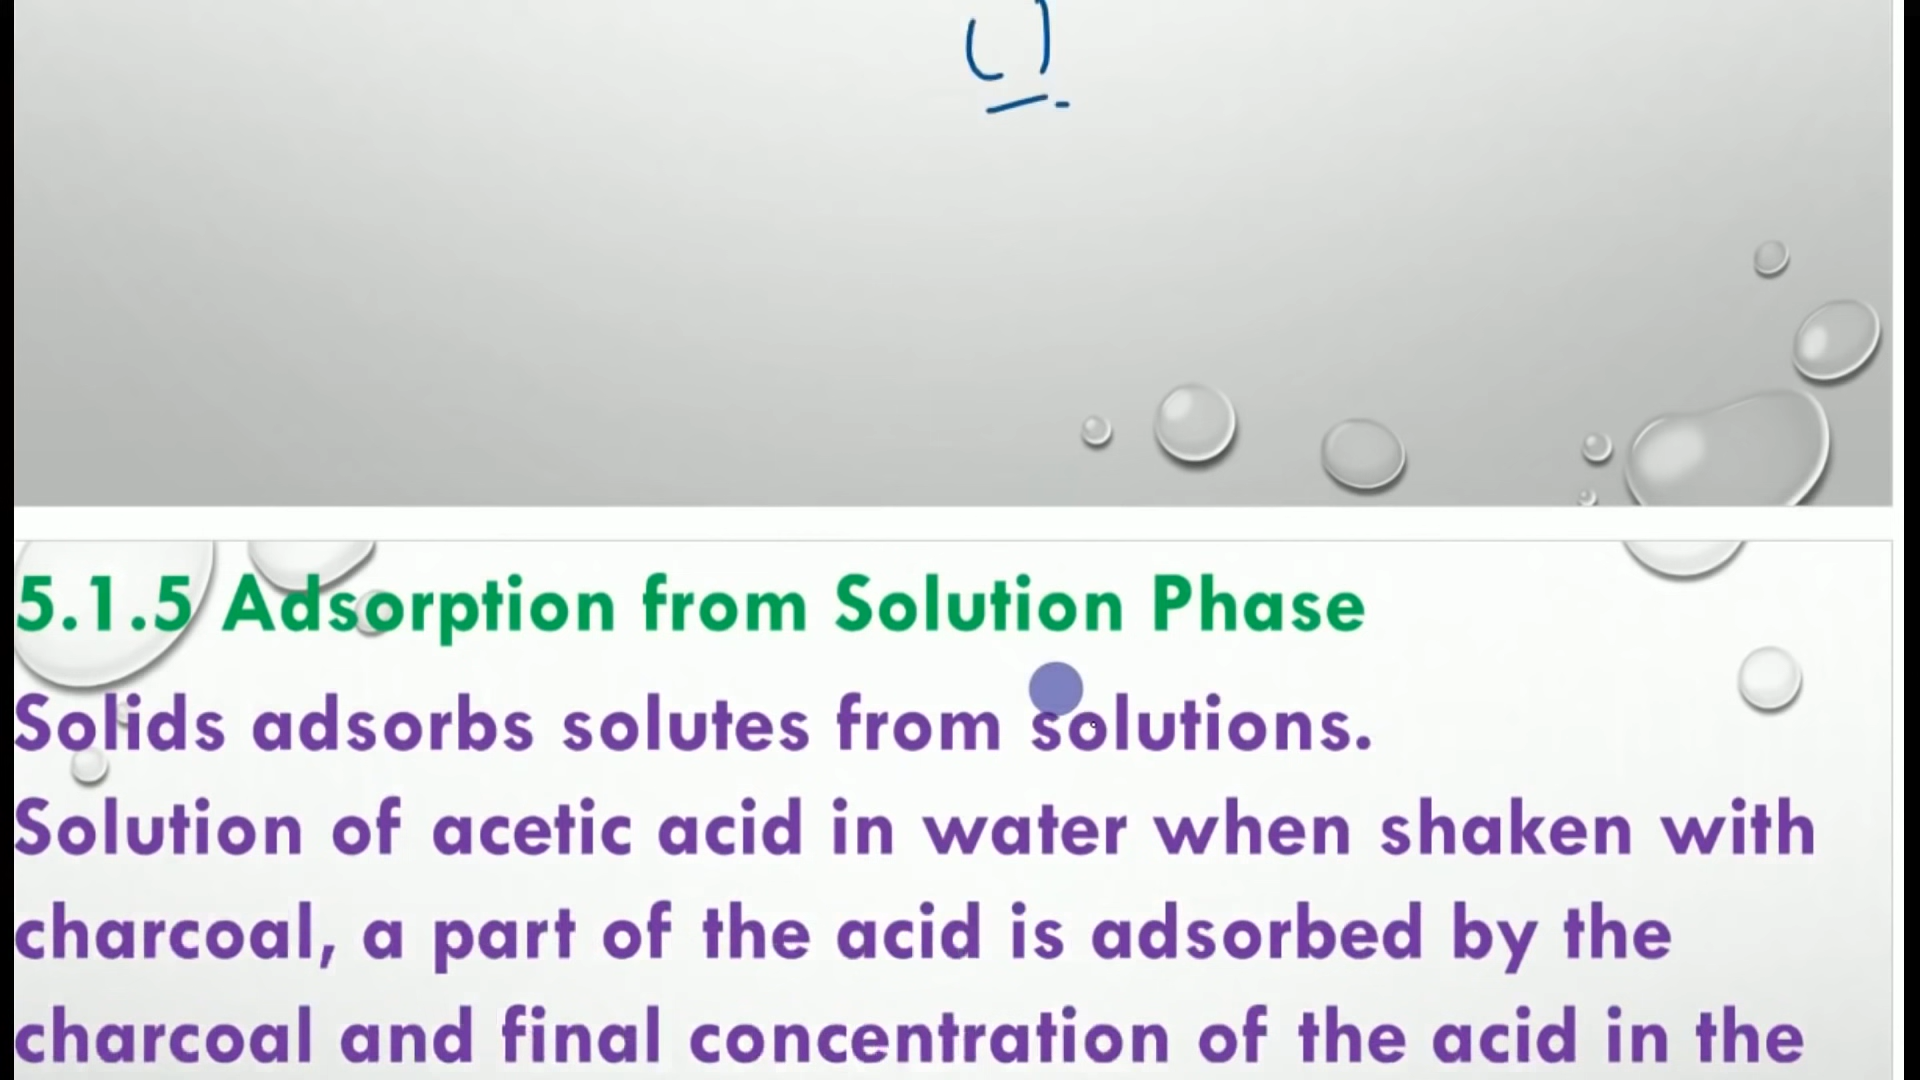 5.1.5 Adsorption from Solution Phase
Solids adsorbs solutes from solutions.
Solution of acetic acid in water when shaken with
charcoal, a part of the acid is adsorbed by the
charcoal and final concentration of the acid in the